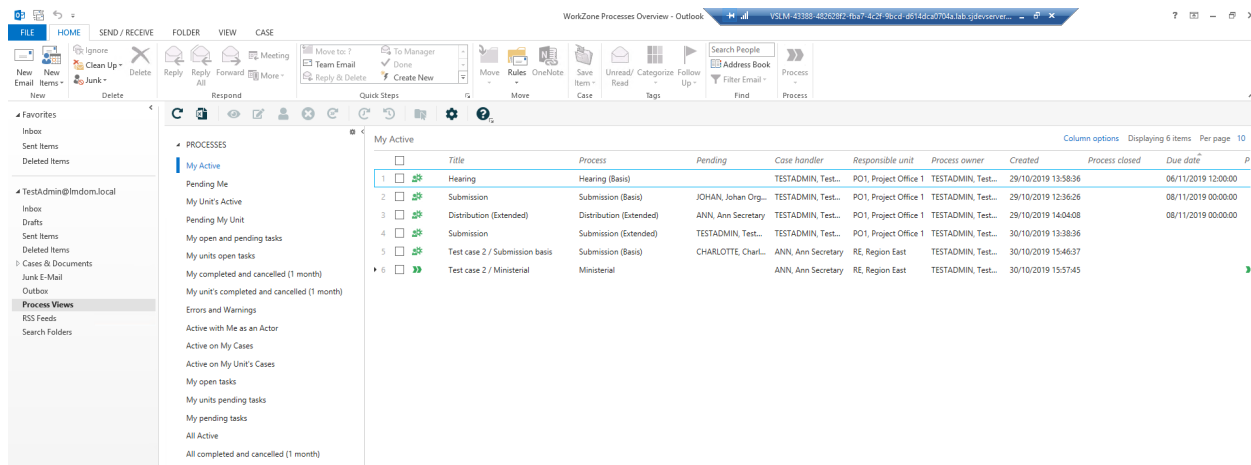 WorkZone Processes Overview - Outlook
VSLM-43388-482628f2-fba7-4c2f-9bcd-d614dca0704a.lab.sjdevserver...
FILE HOME SEND / RECEIVE FOLDER VIEW CASE
New Email
New Items
Ignore
Clean Up
Junk
Delete
Reply
Reply All
Forward
Meeting
More
Move to: ?
Team Email
Reply & Delete
To Manager
Done
Create New
Move
Rules
OneNote
Save Item
Unread/ Read
Categorize
Follow Up
Search People
Address Book
Filter Email
Process
New Delete Respond Quick Steps Move Case Tags Find Process
Favorites
Inbox
Sent Items
Deleted Items
TestAdmin@lmdom.local
Inbox
Drafts
Sent Items
Deleted Items
Cases & Documents
Junk E-Mail
Outbox
Process Views
RSS Feeds
Search Folders
PROCESSES
My Active
Pending Me
My Unit's Active
Pending My Unit
My open and pending tasks
My units open tasks
My completed and cancelled (1 month)
My unit's completed and cancelled (1 month)
Errors and Warnings
Active with Me as an Actor
Active on My Cases
Active on My Unit's Cases
My open tasks
My units pending tasks
My pending tasks
All Active
All completed and cancelled (1 month)
My Active
Column options Displaying 6 items Per page 10
Title Process Pending Case handler Responsible unit Process owner Created Process closed Due date P
1 Hearing Hearing (Basis) TESTADMIN, Test... PO1, Project Office 1 TESTADMIN, Test... 29/10/2019 13:58:36 06/11/2019 12:00:00
2 Submission Submission (Basis) JOHAN, Johan Org... TESTADMIN, Test... PO1, Project Office 1 TESTADMIN, Test... 29/10/2019 12:36:26 08/11/2019 00:00:00
3 Distribution (Extended) Distribution (Extended) ANN, Ann Secretary TESTADMIN, Test... PO1, Project Office 1 TESTADMIN, Test... 29/10/2019 14:04:08 08/11/2019 00:00:00
4 Submission Submission (Extended) TESTADMIN, Test... TESTADMIN, Test... PO1, Project Office 1 TESTADMIN, Test... 30/10/2019 13:38:36
5 Test case 2 / Submission basis Submission (Basis) CHARLOTTE, Charl... ANN, Ann Secretary RE, Region East TESTADMIN, Test... 30/10/2019 15:46:37
6 Test case 2 / Ministerial Ministerial ANN, Ann Secretary RE, Region East TESTADMIN, Test... 30/10/2019 15:57:45